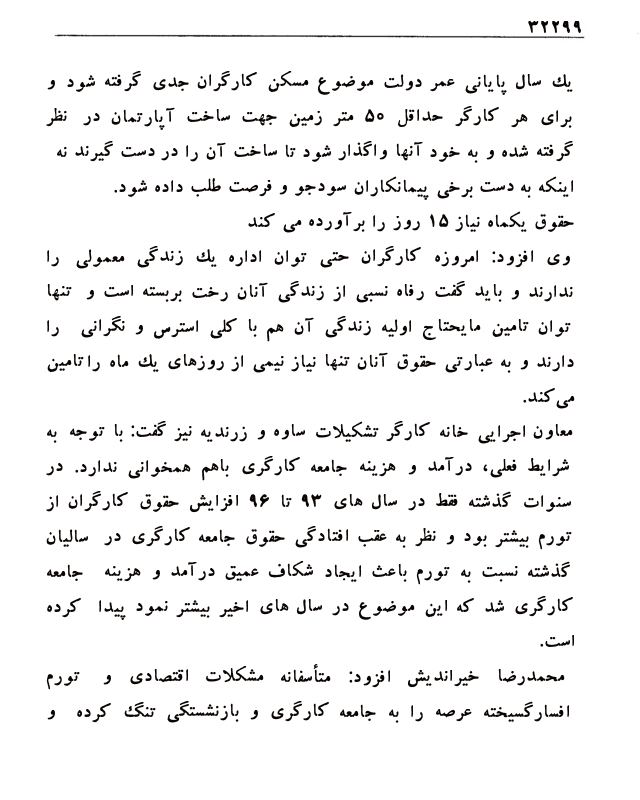 ۳۲۲۹۹
یك سال پایانی عمر دولت موضوع مسکن کارگران جدی گرفته شود و
برای هر کارگر حداقل ۵۰ متر زمین جهت ساخت آپارتمان در نظر
گرفته شده و به خود آنها واگذار شود تا ساخت آن را در دست گیرند نه
اینکه به دست برخی پیمانکاران سودجو و فرصت طلب داده شود.
حقوق یکماه نیاز ۱۵ روز را برآورده می کند
وی افزود: امروزه کارگران حتی توان اداره یك زندگی معمولی را
ندارند و باید گفت رفاه نسبی از زندگی آنان رخت بربسته است و تنها
توان تامین مایحتاج اولیه زندگی آن هم با کلی استرس و نگرانی را
دارند و به عبارتی حقوق آنان تنها نیاز نیمی از روزهای یك ماه را تامین
می‌کند.
معاون اجرایی خانه کارگر تشکیلات ساوه و زرندیه نیز گفت: با توجه به
شرایط فعلی، درآمد و هزینه جامعه کارگری باهم همخوانی ندارد. در
سنوات گذشته فقط در سال های ۹۳ تا ۹۶ افزایش حقوق کارگران از
تورم بیشتر بود و نظر به عقب افتادگی حقوق جامعه کارگری در سالیان
گذشته نسبت به تورم باعث ایجاد شکاف عمیق درآمد و هزینه جامعه
کارگری شد که این موضوع در سال های اخیر بیشتر نمود پیدا کرده
است.
محمدرضا خیراندیش افزود: متأسفانه مشکلات اقتصادی و تورم
افسارگسیخته عرصه را به جامعه کارگری و بازنشستگی تنگ کرده و